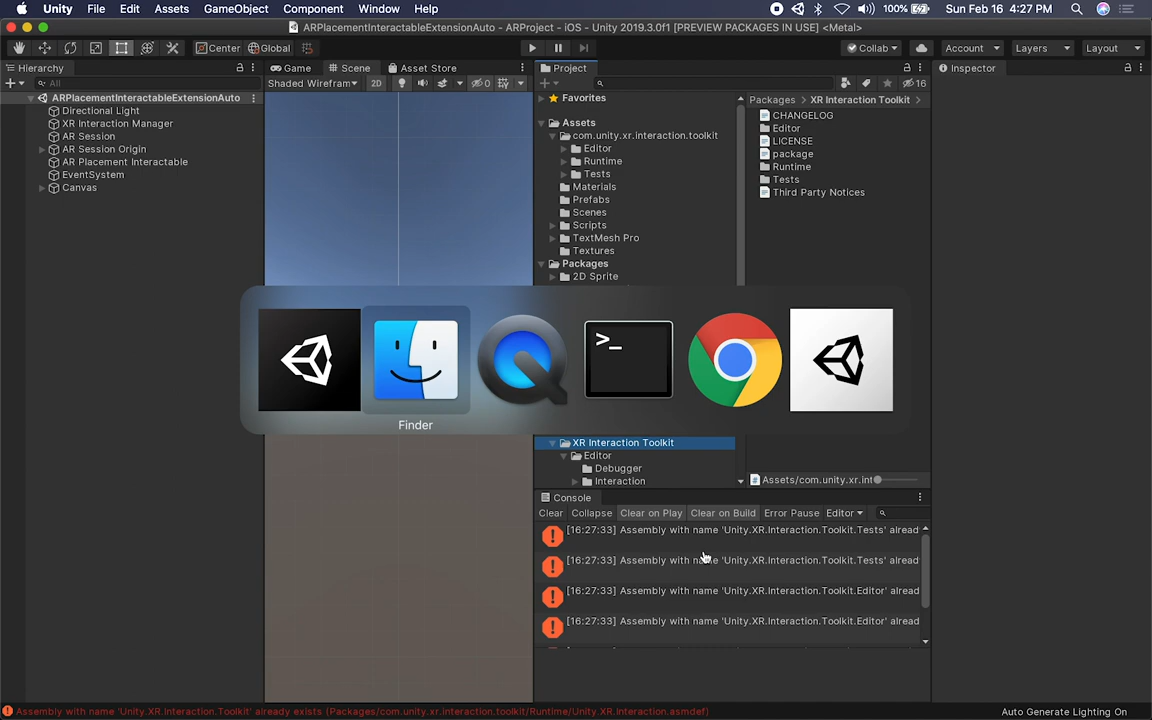 Unity File Edit Assets GameObject Component Window Help 100% Sun Feb 16 4:27 PM
ARPlacementInteractableExtensionAuto - ARProject - iOS - Unity 2019.3.0f1 [PREVIEW PACKAGES IN USE] <Metal>
Center Global Collab Account Layers Layout
Hierarchy Game Scene Asset Store Project Inspector
All Shaded Wirefram 2D 0 16
ARPlacementInteractableExtensionAuto
Directional Light
XR Interaction Manager
AR Session
AR Session Origin
AR Placement Interactable
EventSystem
Canvas
Favorites
Assets
com.unity.xr.interaction.toolkit
Editor
Runtime
Tests
Materials
Prefabs
Scenes
Scripts
TextMesh Pro
Textures
Packages
2D Sprite
Packages > XR Interaction Toolkit >
CHANGELOG
Editor
LICENSE
package
Runtime
Tests
Third Party Notices
>_
Finder
XR Interaction Toolkit
Editor
Debugger
Interaction
Assets/com.unity.xr.int
Console
Clear Collapse Clear on Play Clear on Build Error Pause Editor
[16:27:33] Assembly with name 'Unity.XR.Interaction.Toolkit.Tests' alread
[16:27:33] Assembly with name 'Unity.XR.Interaction.Toolkit.Tests' alread
[16:27:33] Assembly with name 'Unity.XR.Interaction.Toolkit.Editor' alread
[16:27:33] Assembly with name 'Unity.XR.Interaction.Toolkit.Editor' alread
Assembly with name 'Unity.XR.Interaction.Toolkit' already exists (Packages/com.unity.xr.interaction.toolkit/Runtime/Unity.XR.Interaction.asmdef)
Auto Generate Lighting On